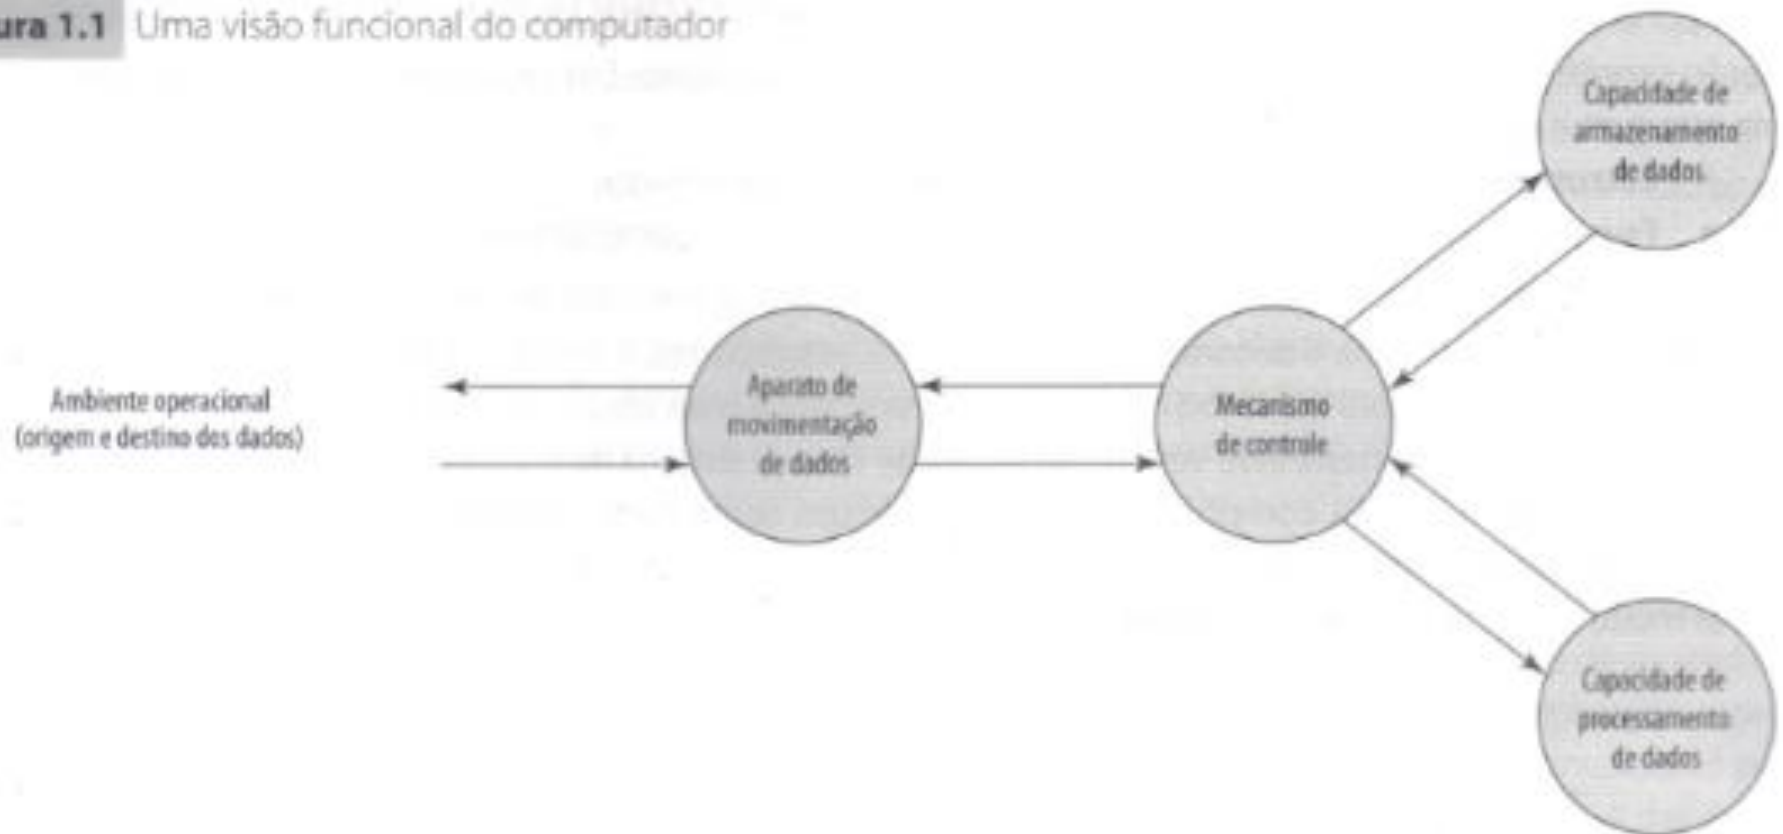 ura 1.1 Uma visão funcional do computador
Capacidade de
armazenamento
de dados
Ambiente operacional
(origem e destino dos dados)
Aparato de
movimentação
de dados
Mecanismo
de controle
Capacidade de
processamento
de dados